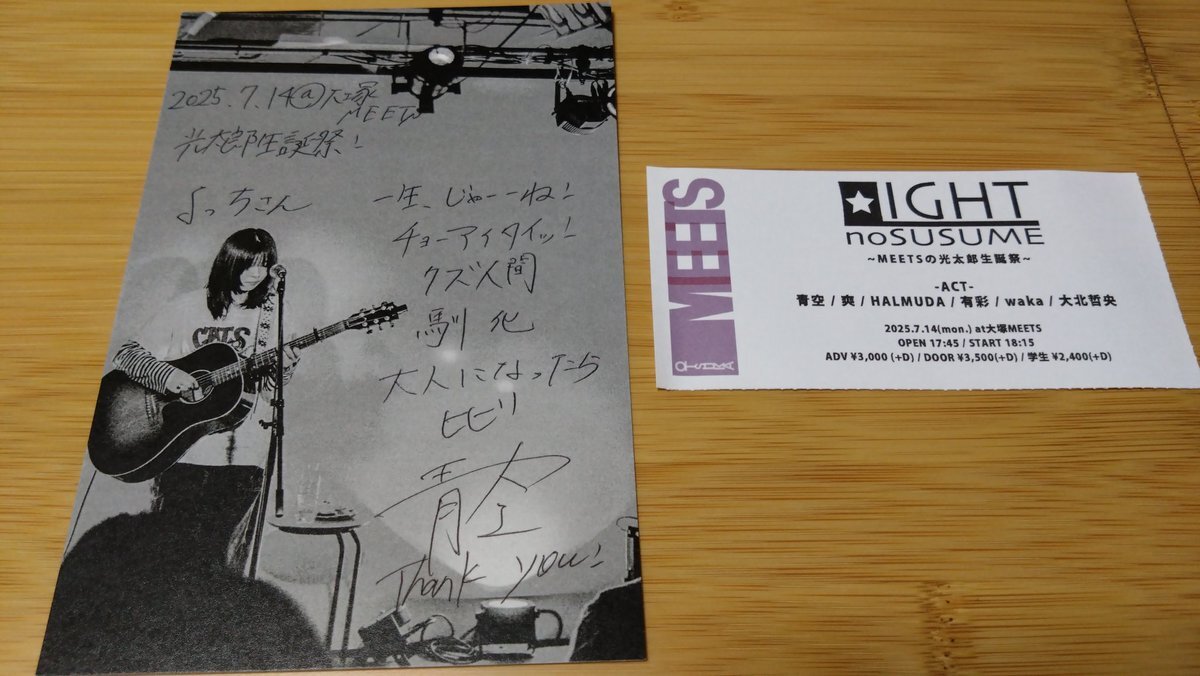 2025.7.14@大塚
MEETS
光太郎生誕祭!
よっちさん
一生、じゃーーね!
チョーアイタイッ!
クズ人間
馴化
大人になったら
ヒビ
青空
Thank you!
CATS
MEETS
OTSUKA
★IGHT
noSUSUME
~MEETSの光太郎生誕祭~
-ACT-
青空 / 爽 / HALMUDA / 有彩 / waka / 大北哲央
2025.7.14(mon.) at大塚MEETS
OPEN 17:45 / START 18:15
ADV ¥3,000 (+D) / DOOR ¥3,500(+D) / 学生 ¥2,400(+D)